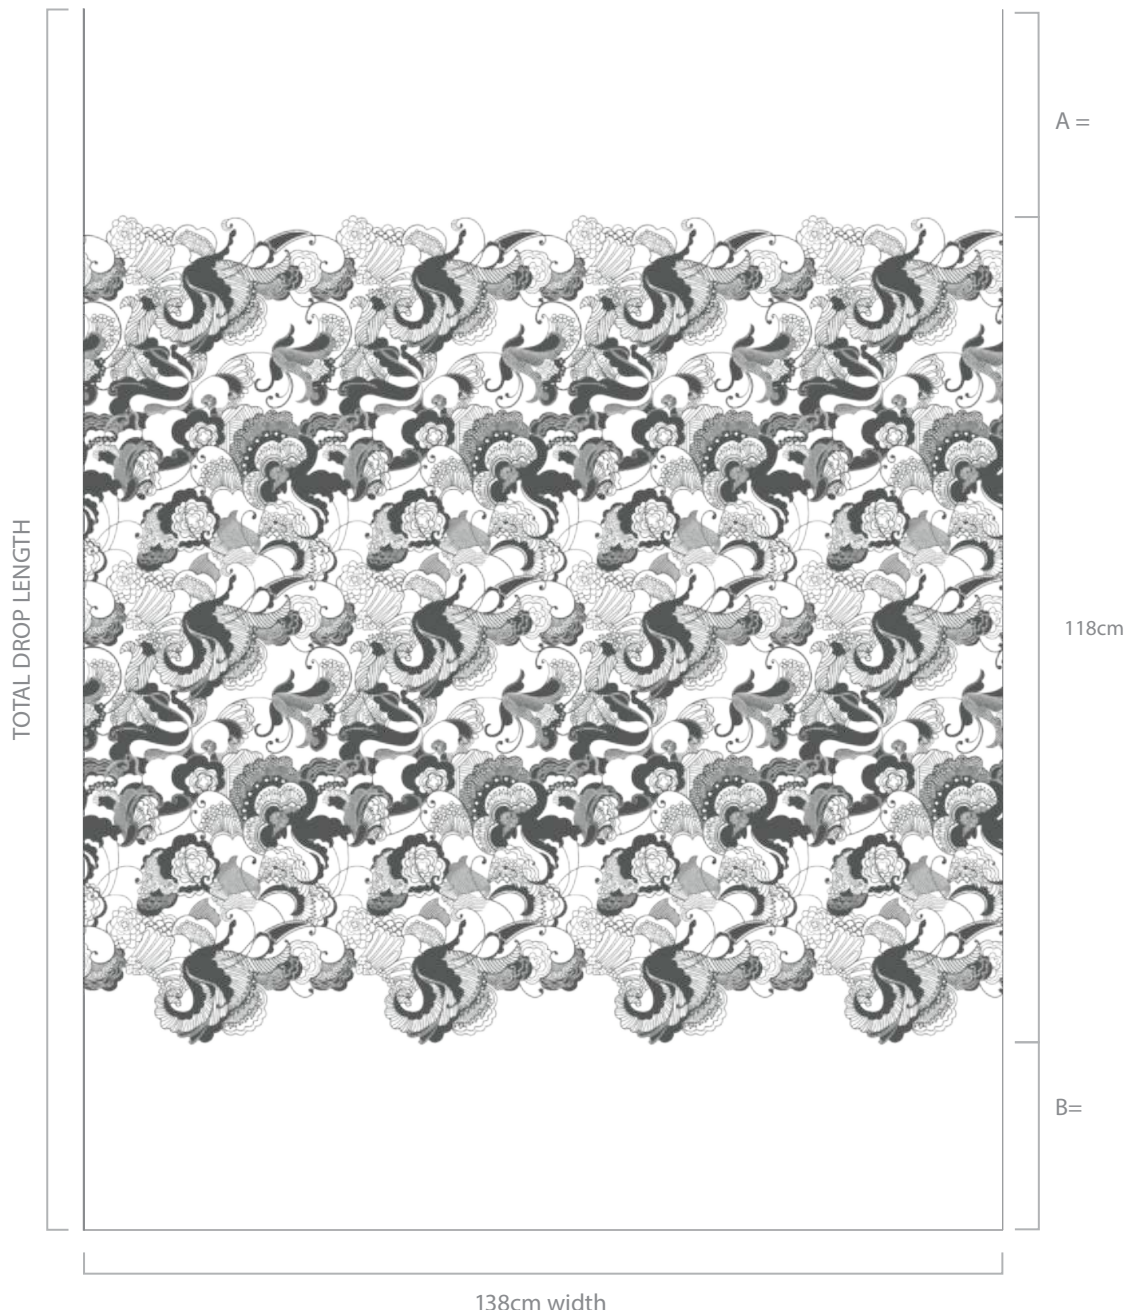 A =
TOTAL DROP LENGTH
118cm
B=
138cm width